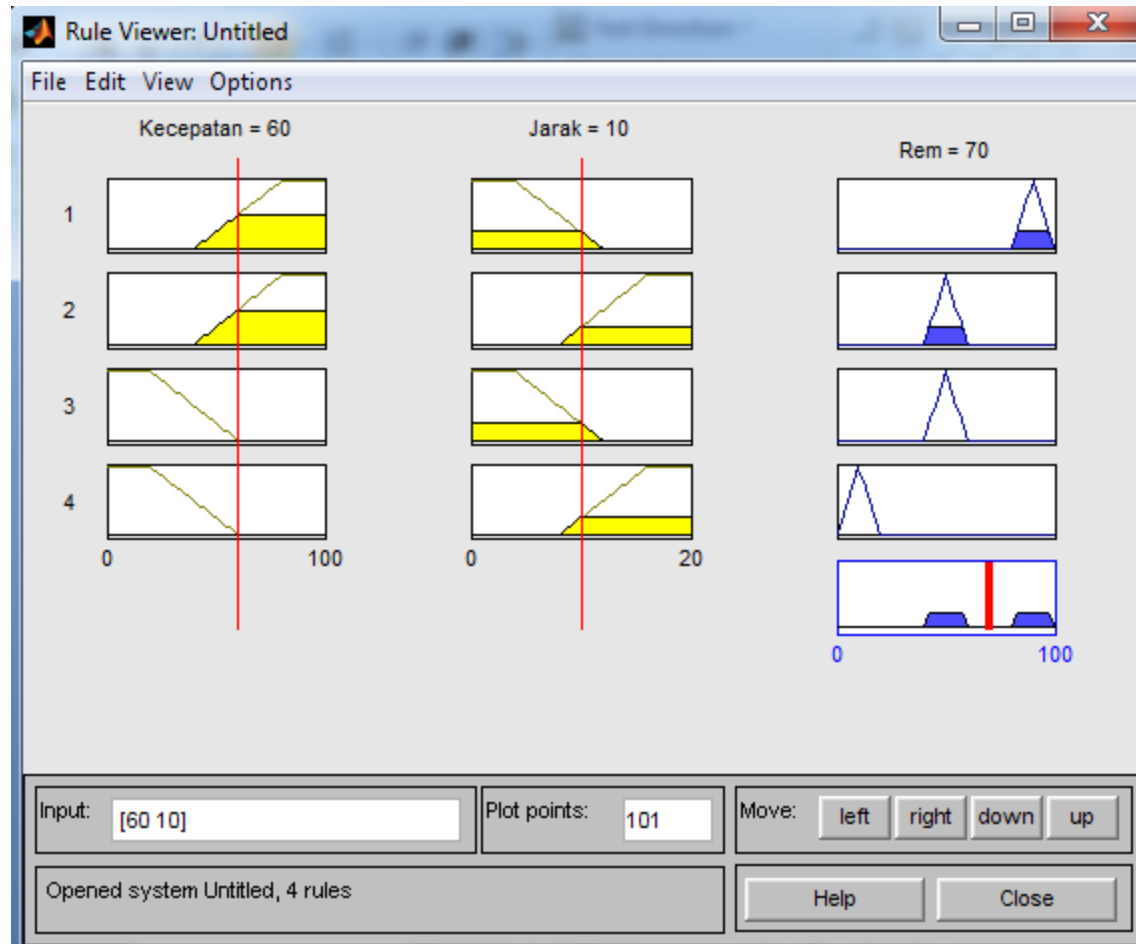 Rule Viewer: Untitled
File Edit View Options
Kecepatan = 60
Jarak = 10
Rem = 70
1
2
3
4
0 100
0 20
0 100
Input: [60 10]
Plot points: 101
Move: left right down up
Opened system Untitled, 4 rules
Help Close